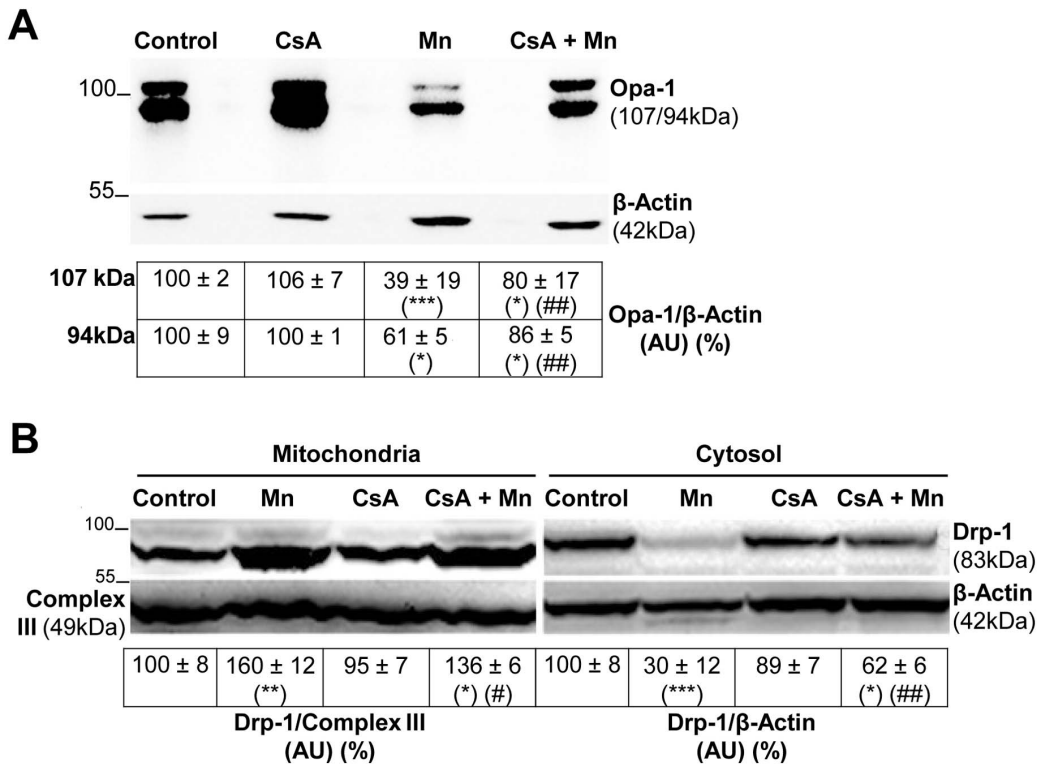 A
Control CsA Mn CsA + Mn
100
Opa-1
(107/94kDa)
55
β-Actin
(42kDa)
107 kDa 100 ± 2 106 ± 7 39 ± 19 80 ± 17
(***) (*) (##)
94kDa 100 ± 9 100 ± 1 61 ± 5 86 ± 5
(*) (*) (##)
Opa-1/β-Actin
(AU) (%)
B
Mitochondria Cytosol
Control Mn CsA CsA + Mn Control Mn CsA CsA + Mn
100
Drp-1
(83kDa)
55
Complex
III (49kDa)
β-Actin
(42kDa)
100 ± 8 160 ± 12 95 ± 7 136 ± 6 100 ± 8 30 ± 12 89 ± 7 62 ± 6
(**) (*) (#) (***) (*) (##)
Drp-1/Complex III Drp-1/β-Actin
(AU) (%) (AU) (%)